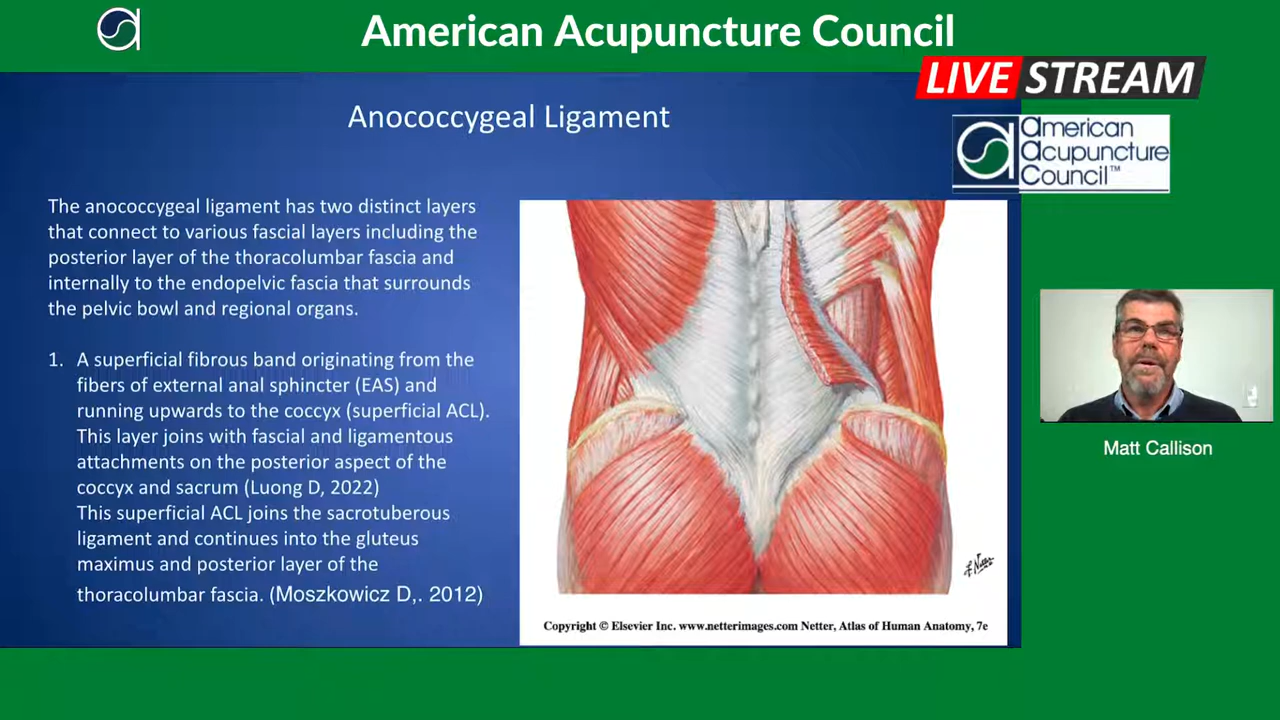 American Acupuncture Council
LIVE STREAM
american
acupuncture
council™
Anococcygeal Ligament
The anococcygeal ligament has two distinct layers
that connect to various fascial layers including the
posterior layer of the thoracolumbar fascia and
internally to the endopelvic fascia that surrounds
the pelvic bowl and regional organs.
1. A superficial fibrous band originating from the
fibers of external anal sphincter (EAS) and
running upwards to the coccyx (superficial ACL).
This layer joins with fascial and ligamentous
attachments on the posterior aspect of the
coccyx and sacrum (Luong D, 2022)
This superficial ACL joins the sacrotuberous
ligament and continues into the gluteus
maximus and posterior layer of the
thoracolumbar fascia. (Moszkowicz D,. 2012)
Copyright © Elsevier Inc. www.netterimages.com Netter, Atlas of Human Anatomy, 7e
Matt Callison